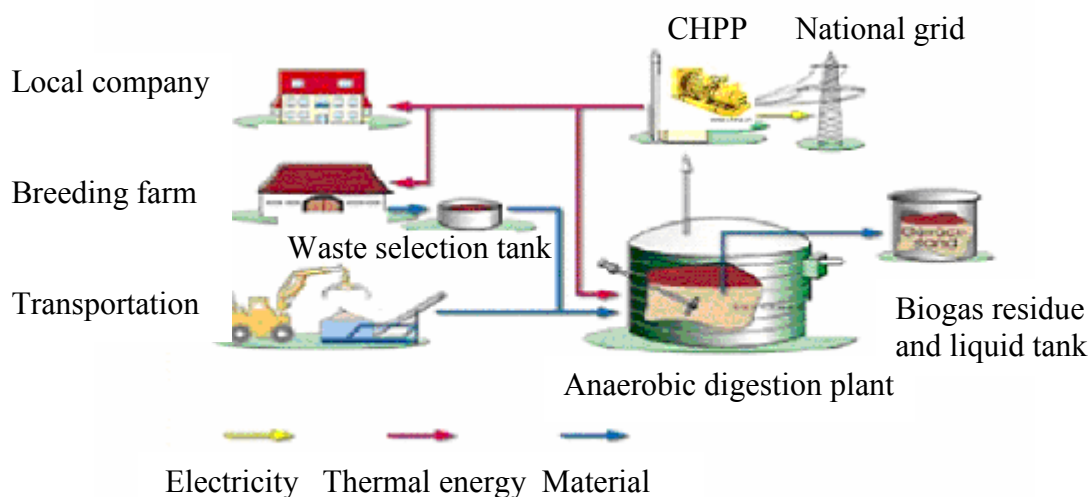 CHPP National grid
Local company
Breeding farm
Waste selection tank
Transportation
Biogas residue
and liquid tank
Anaerobic digestion plant
Electricity Thermal energy Material